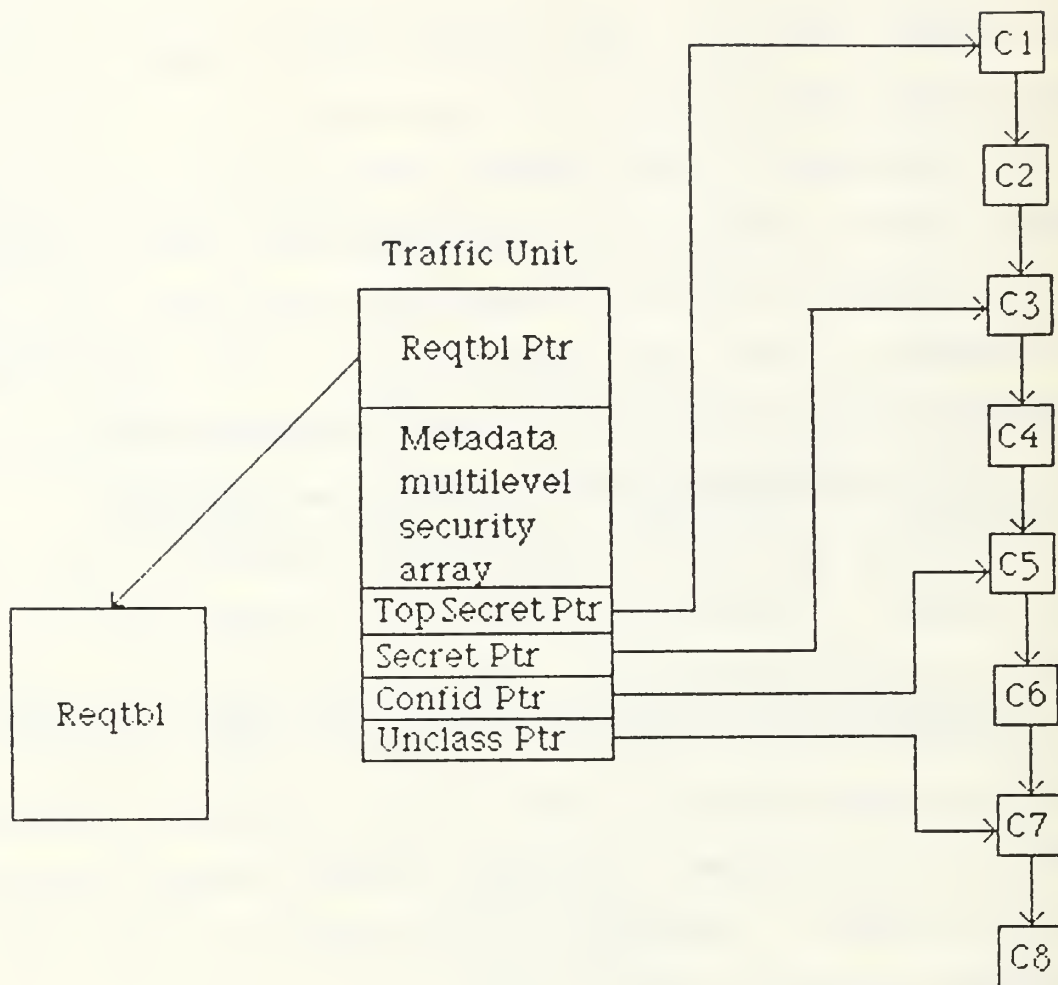 Traffic Unit
Reqtbl Ptr
Metadata
multilevel
security
array
Top Secret Ptr
Secret Ptr
Confid Ptr
Unclass Ptr
Reqtbl
C1
C2
C3
C4
C5
C6
C7
C8